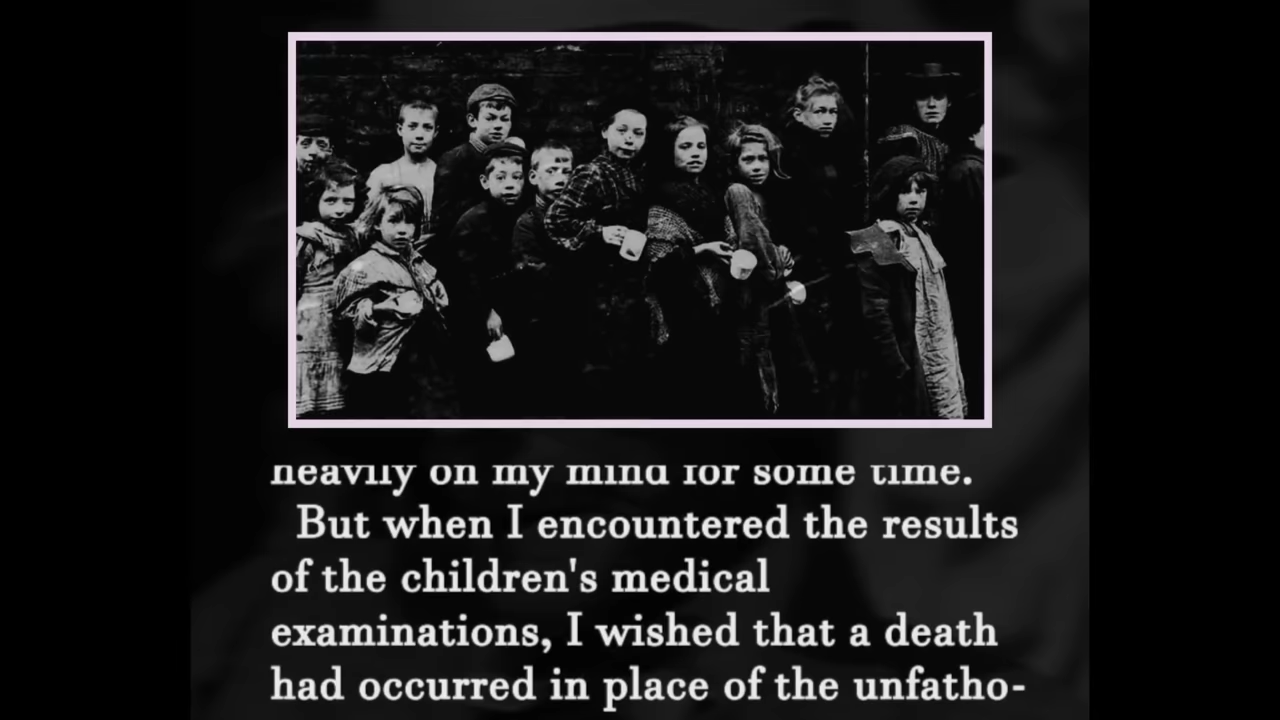 heavily on my mind for some time.
But when I encountered the results
of the children's medical
examinations, I wished that a death
had occurred in place of the unfatho-